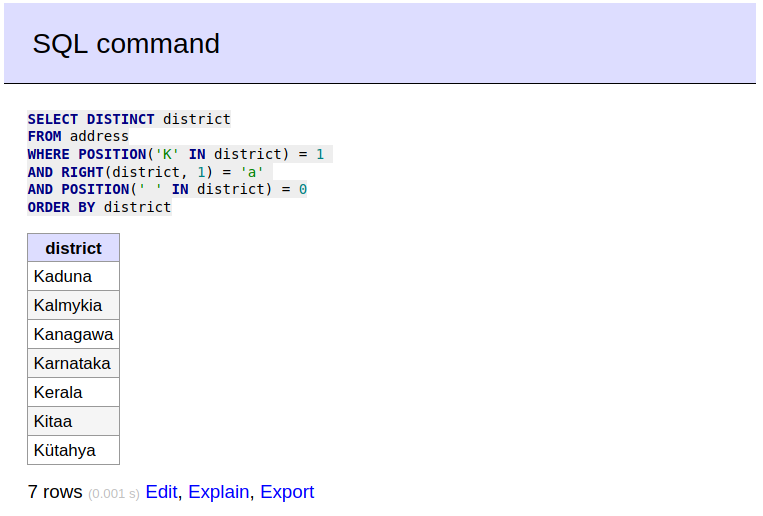 SQL command
SELECT DISTINCT district
FROM address
WHERE POSITION('K' IN district) = 1
AND RIGHT(district, 1) = 'a'
AND POSITION(' ' IN district) = 0
ORDER BY district
district
Kaduna
Kalmykia
Kanagawa
Karnataka
Kerala
Kitaa
Kütahya
7 rows (0.001 s) Edit, Explain, Export